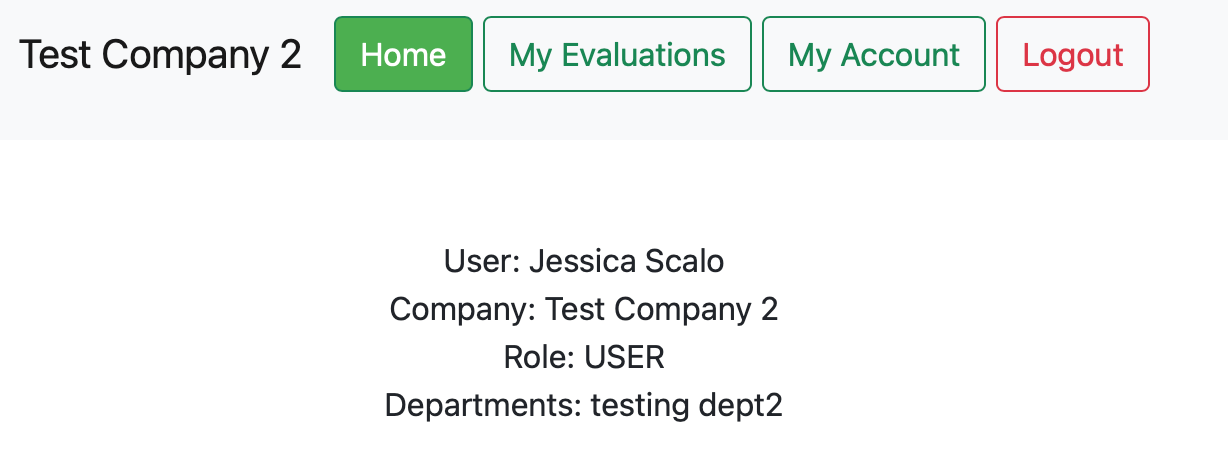 Test Company 2 Home My Evaluations My Account Logout
User: Jessica Scalo
Company: Test Company 2
Role: USER
Departments: testing dept2